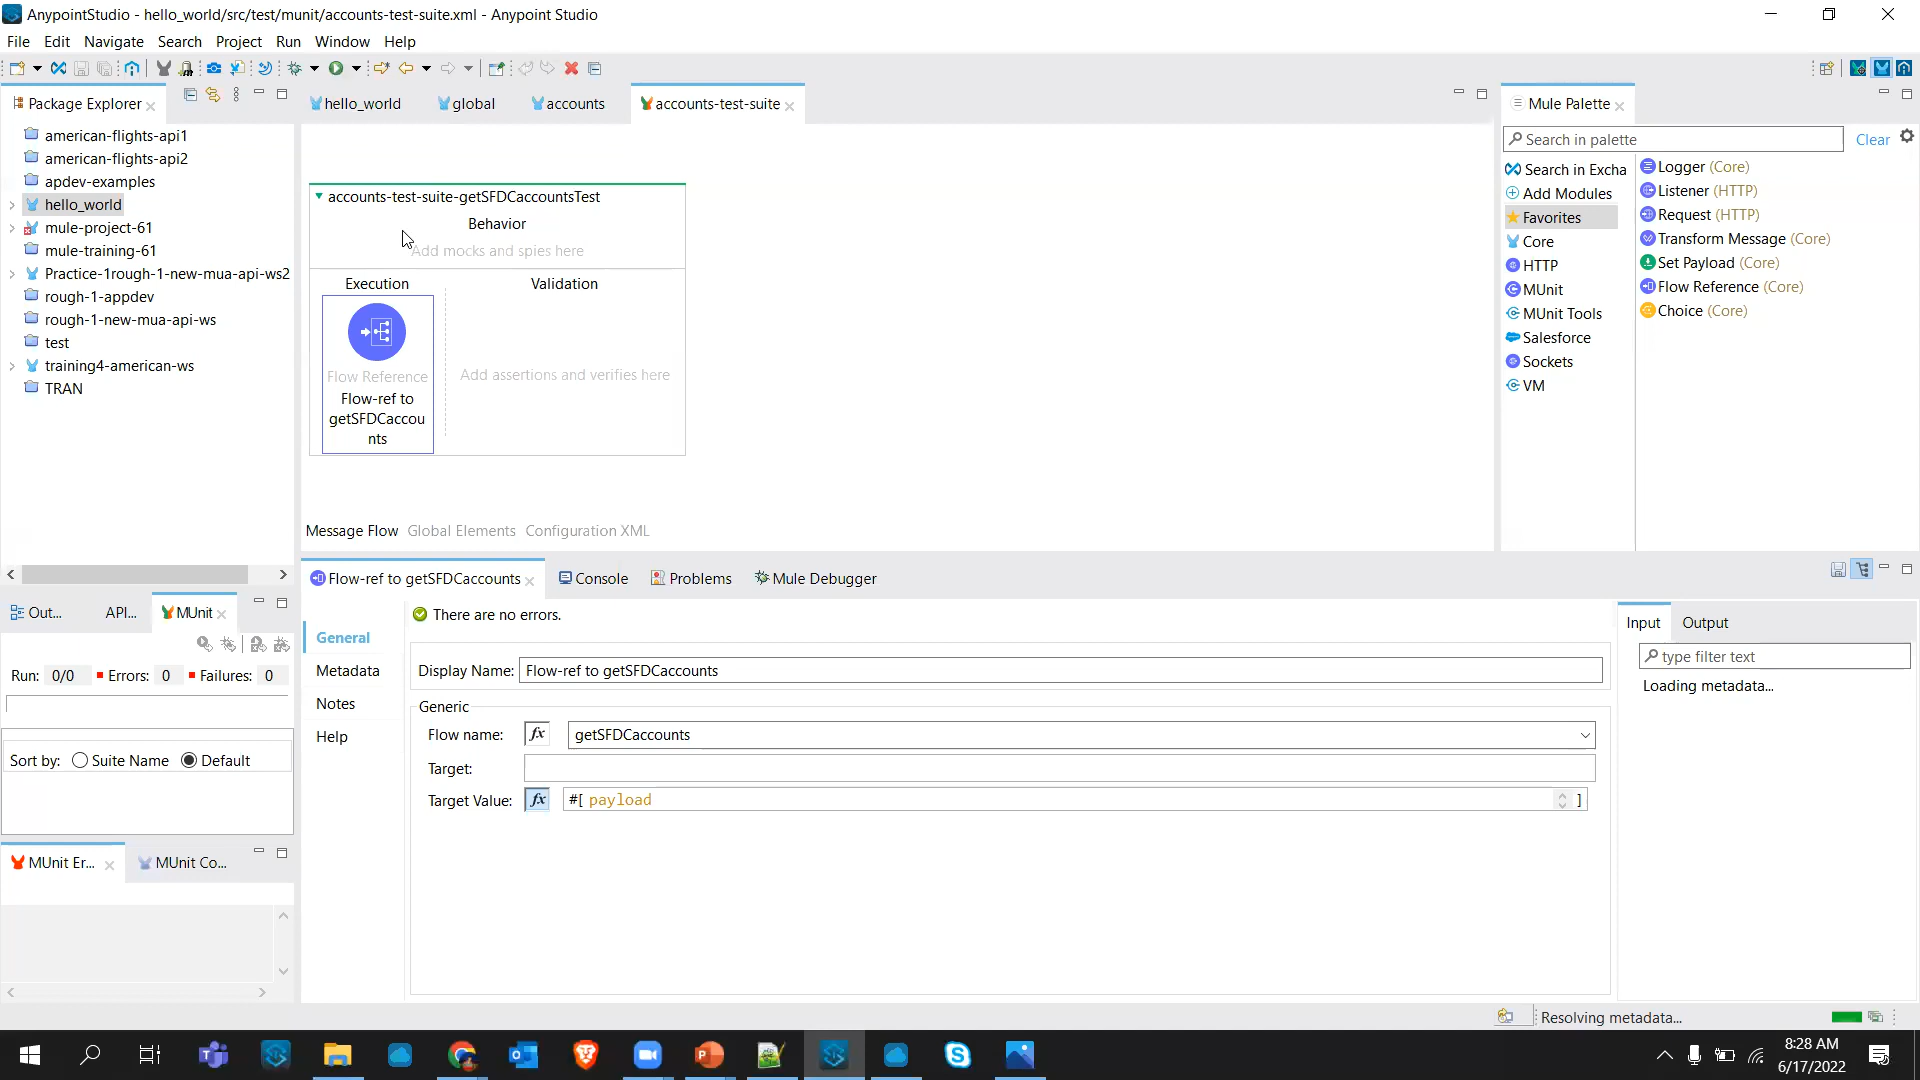 AnypointStudio - hello_world/src/test/munit/accounts-test-suite.xml - Anypoint Studio
File Edit Navigate Search Project Run Window Help
Package Explorer
american-flights-api1
american-flights-api2
apdev-examples
hello_world
mule-project-61
mule-training-61
Practice-1rough-1-new-mua-api-ws2
rough-1-appdev
rough-1-new-mua-api-ws
test
training4-american-ws
TRAN
hello_world global accounts accounts-test-suite
accounts-test-suite-getSFDCaccountsTest
Behavior
Add mocks and spies here
Execution Validation
Flow Reference
Flow-ref to
getSFDCaccou
nts
Add assertions and verifies here
Message Flow Global Elements Configuration XML
Mule Palette
Search in palette Clear
Search in Excha
Add Modules
Favorites
Core
HTTP
MUnit
MUnit Tools
Salesforce
Sockets
VM
Logger (Core)
Listener (HTTP)
Request (HTTP)
Transform Message (Core)
Set Payload (Core)
Flow Reference (Core)
Choice (Core)
Out... API... MUnit
Run: 0/0 Errors: 0 Failures: 0
Sort by: Suite Name Default
MUnit Er... MUnit Co...
Flow-ref to getSFDCaccounts Console Problems Mule Debugger
There are no errors.
General
Metadata
Notes
Help
Display Name: Flow-ref to getSFDCaccounts
Generic
Flow name: fx getSFDCaccounts
Target:
Target Value: fx #[ payload ]
Input Output
type filter text
Loading metadata...
Resolving metadata...
8:28 AM
6/17/2022